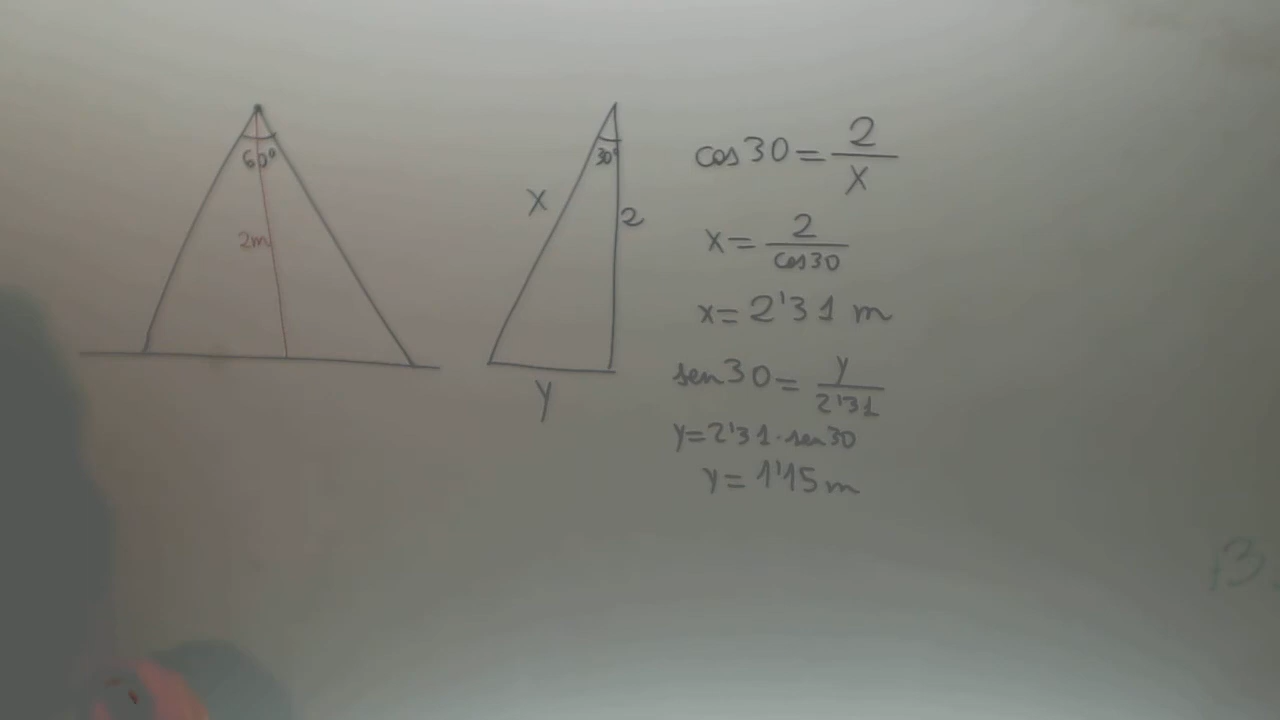 60°
2m
30°
x
2
y
cos 30 = 2/x
x = 2/cos 30
x = 2'31 m
sen 30 = y/2'31
y = 2'31 · sen 30
y = 1'15 m
B